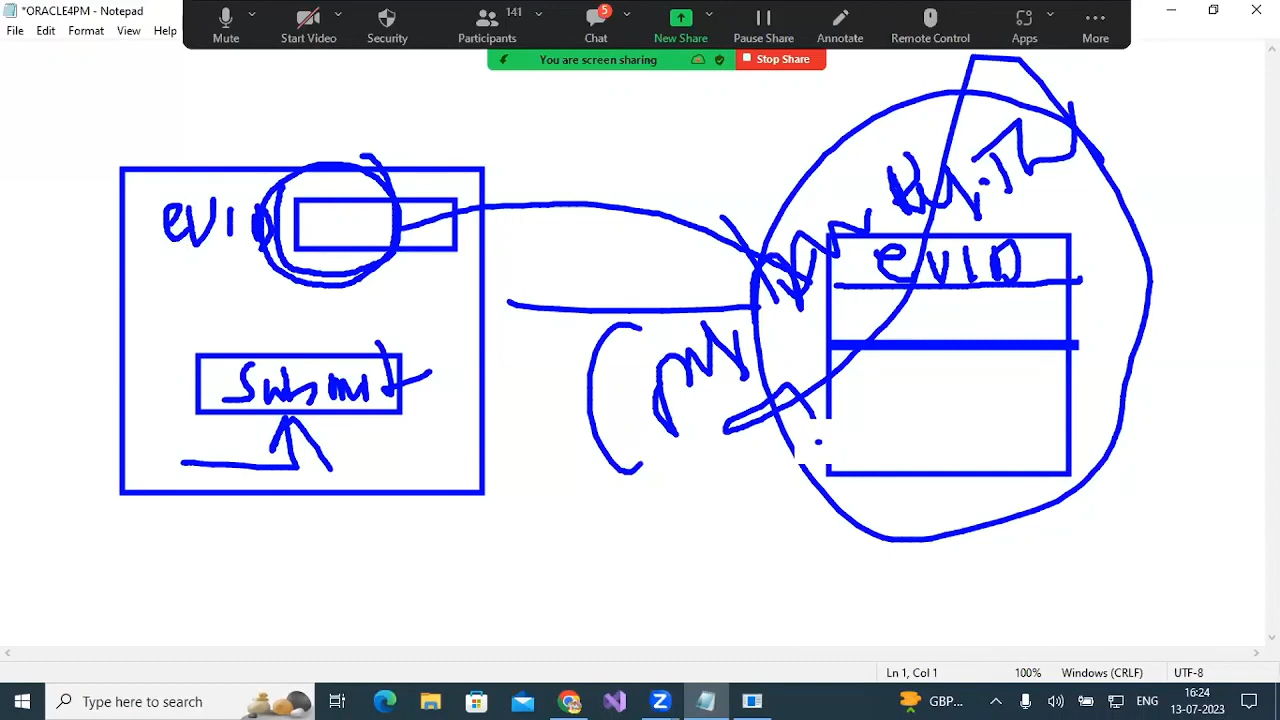 *ORACLE4PM - Notepad
File Edit Format View Help
Mute Start Video Security Participants 141 Chat 5 New Share Pause Share Annotate Remote Control Apps More
You are screen sharing Stop Share
eVID
submit
eVID
Ln 1, Col 1 100% Windows (CRLF) UTF-8
Type here to search
GBP... ENG 16:24
13-07-2023